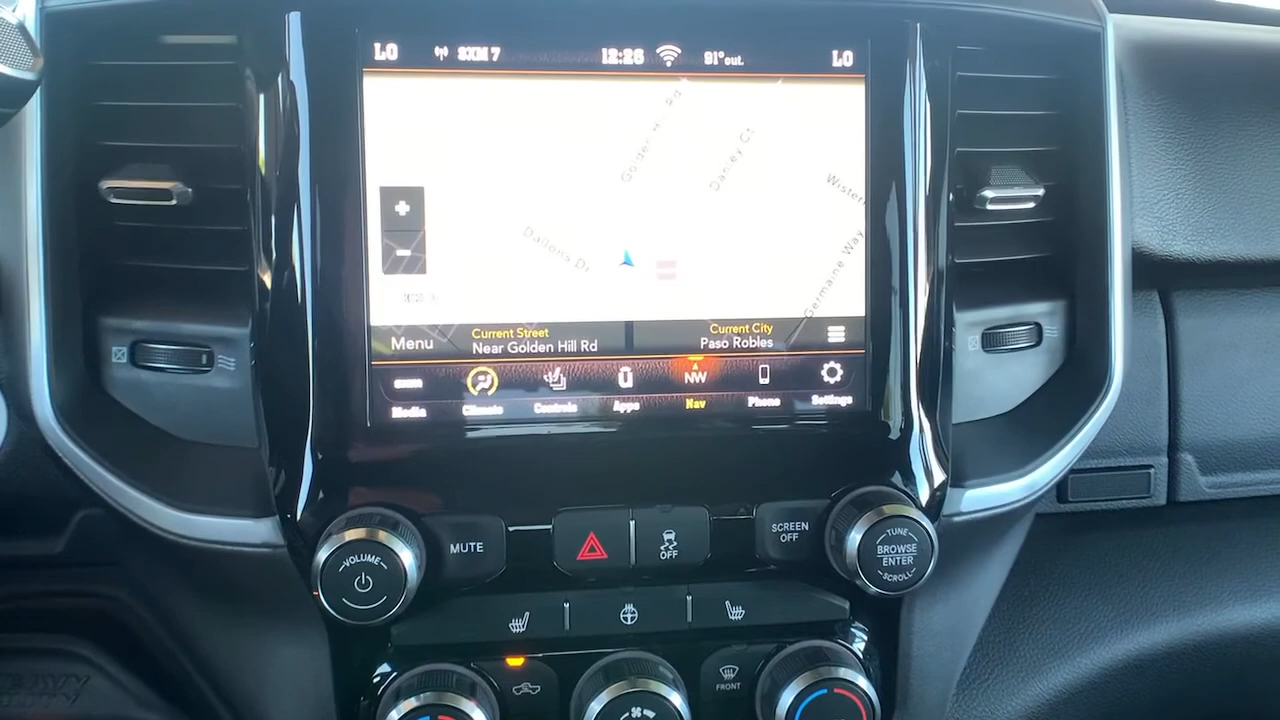 LO SXM 7 12:26 91° out. LO
Golden H Rd
Danley Ct
Wister
Dallons Dr
Germaine Way
Menu
Current Street
Near Golden Hill Rd
Current City
Paso Robles
NW
Media Climate Controls Apps Nav Phone Settings
VOLUME
MUTE
OFF
SCREEN
OFF
TUNE
BROWSE
ENTER
SCROLL
FRONT